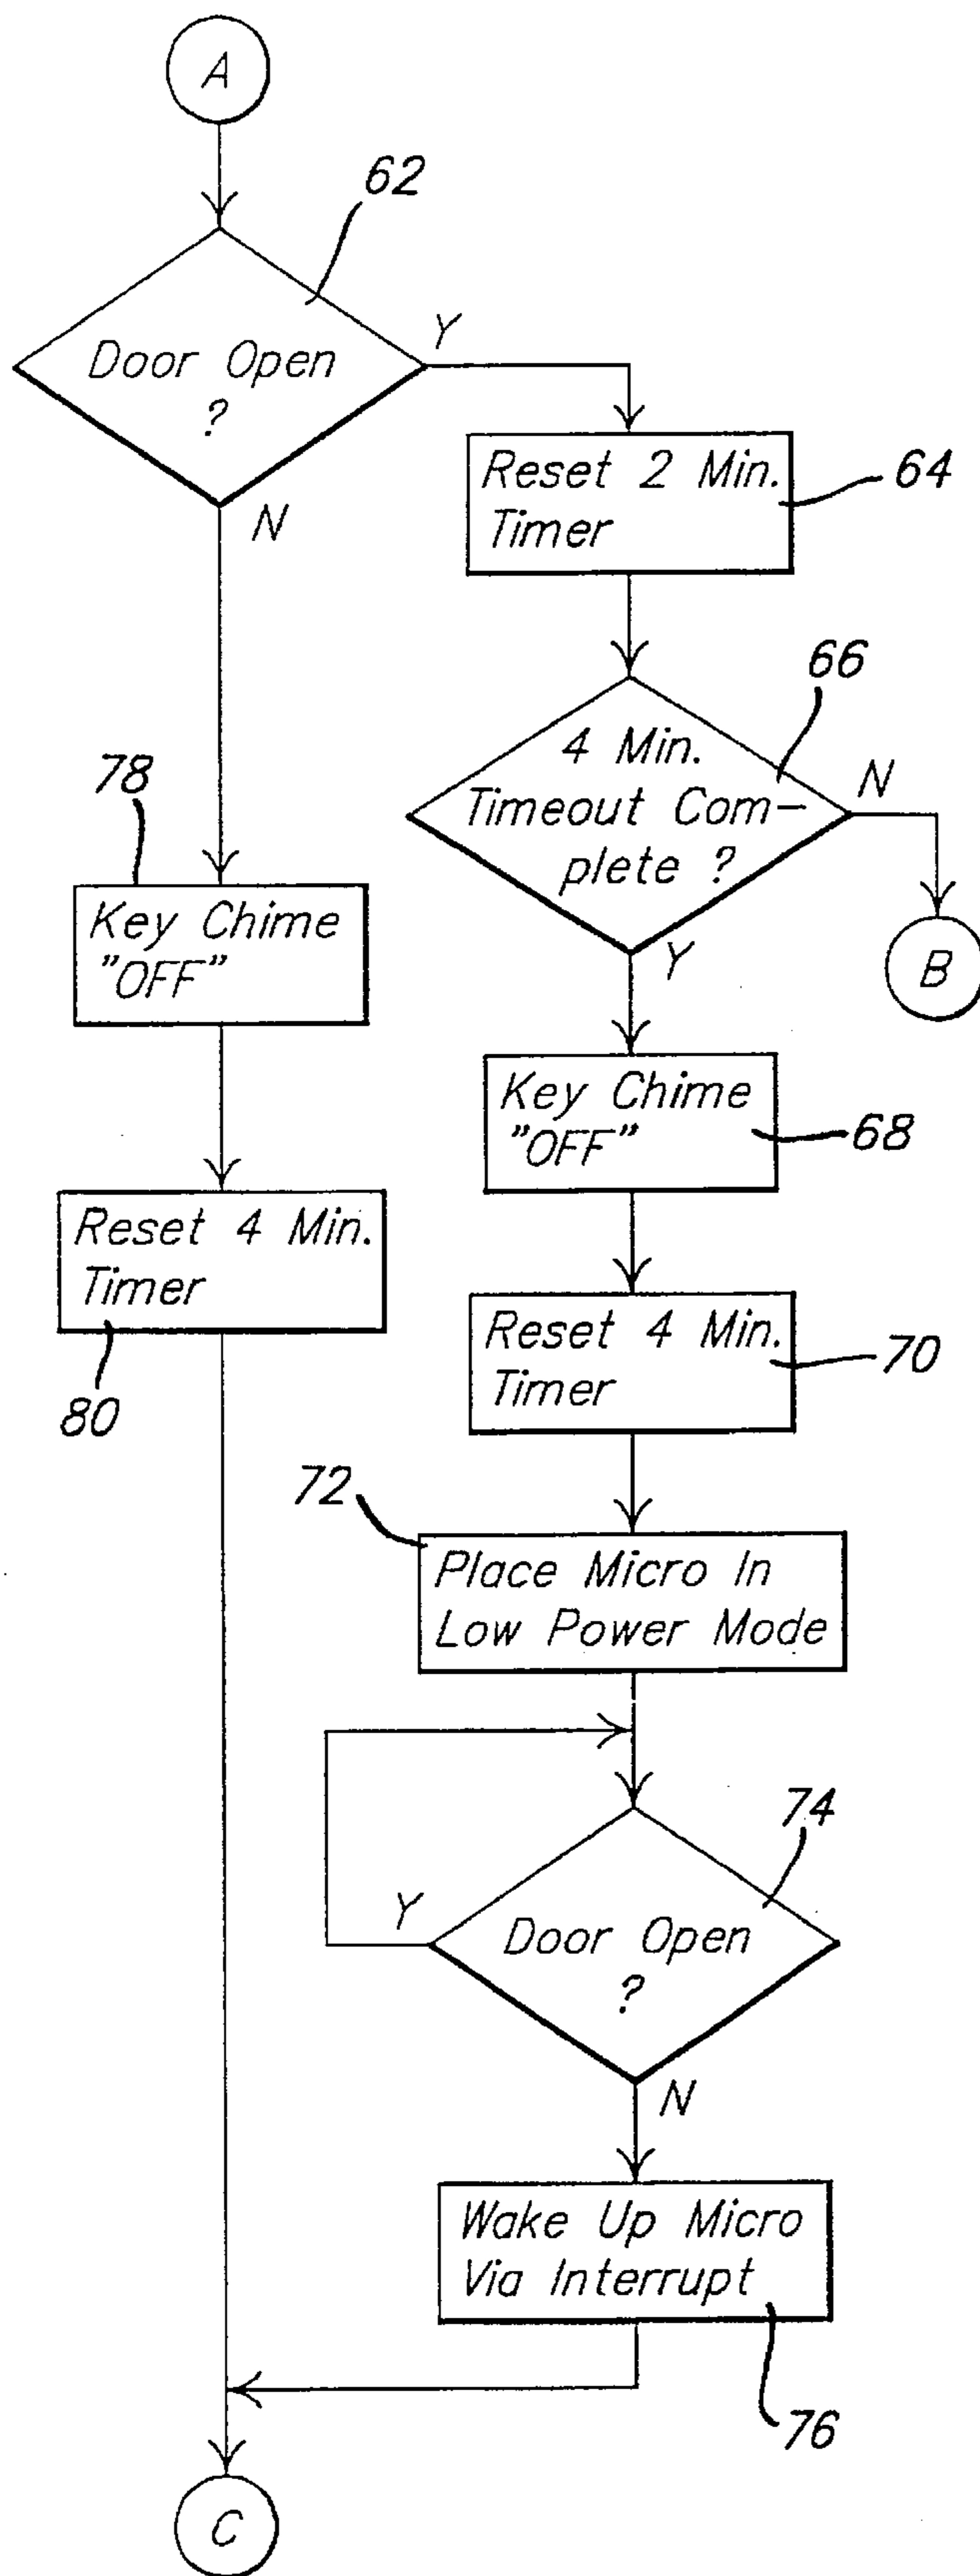 A
62
Door Open
?
Y
N
Reset 2 Min.
Timer
64
66
4 Min.
Timeout Com-
plete ?
N
Y
B
78
Key Chime
"OFF"
Key Chime
"OFF"
68
Reset 4 Min.
Timer
80
Reset 4 Min.
Timer
70
72
Place Micro In
Low Power Mode
74
Y
Door Open
?
N
Wake Up Micro
Via Interrupt
76
C